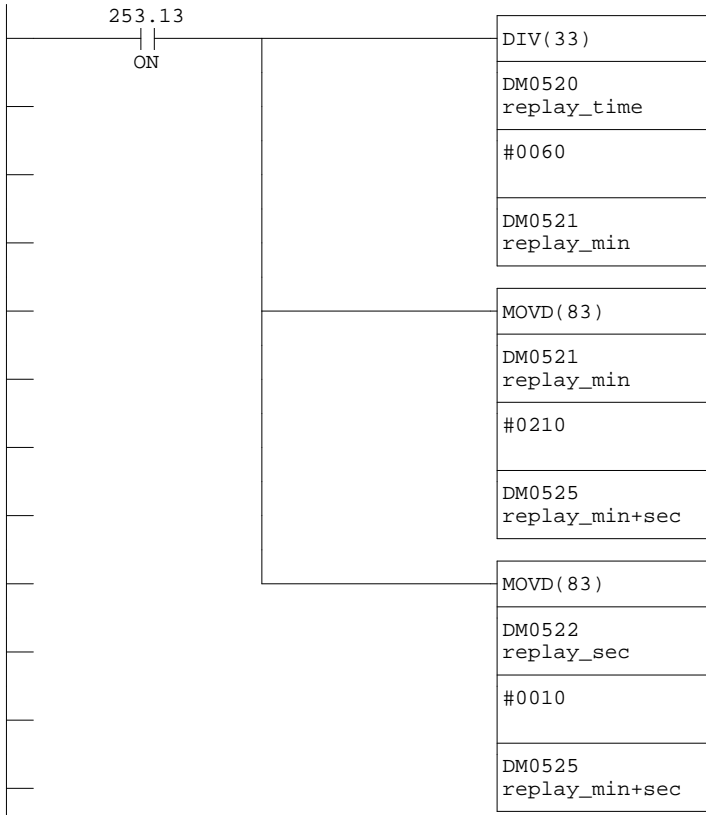 253.13
ON
DIV(33)
DM0520
replay_time
#0060
DM0521
replay_min
MOVD(83)
DM0521
replay_min
#0210
DM0525
replay_min+sec
MOVD(83)
DM0522
replay_sec
#0010
DM0525
replay_min+sec